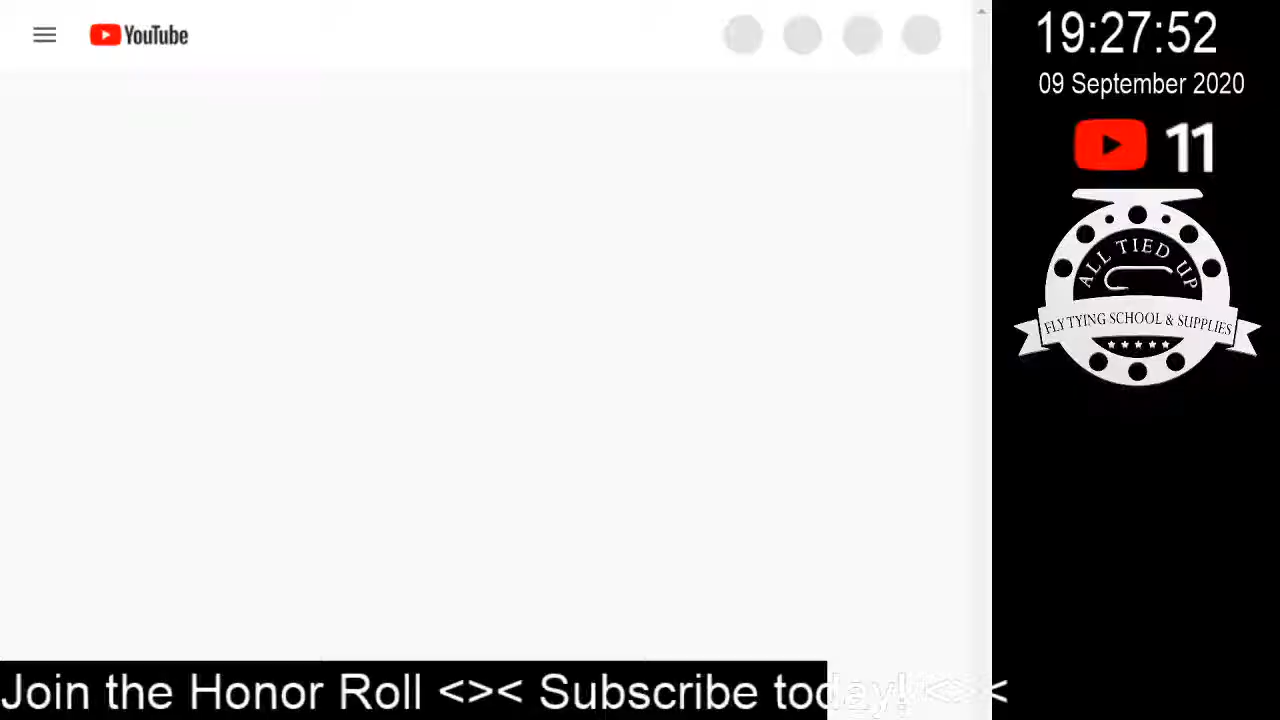 YouTube
19:27:52
09 September 2020
11
ALL TIED UP
FLY TYING SCHOOL & SUPPLIES
Join the Honor Roll <>< Subscribe today! <><